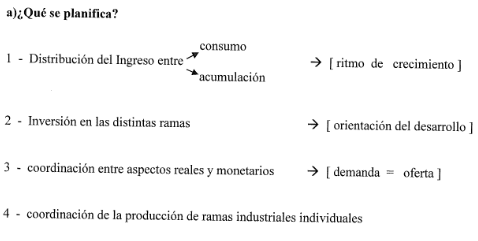 a)¿Qué se planifica?
consumo
1 - Distribución del Ingreso entre → [ ritmo de crecimiento ]
acumulación
2 - Inversión en las distintas ramas → [ orientación del desarrollo ]
3 - coordinación entre aspectos reales y monetarios → [ demanda = oferta ]
4 - coordinación de la producción de ramas industriales individuales